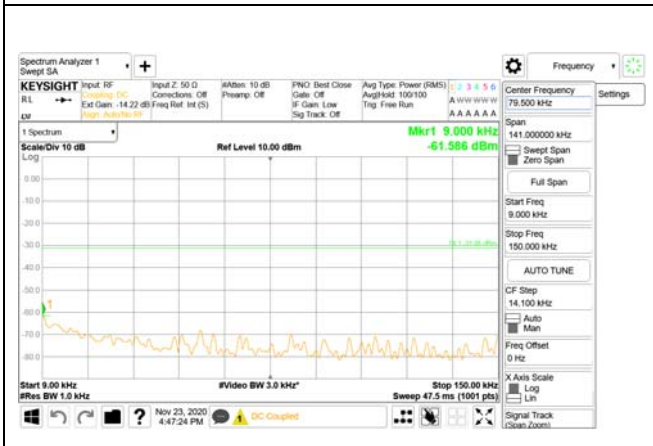 Spectrum Analyzer 1
Swept SA
Frequency
KEYSIGHT
RL
Input: RF
Coupling: DC
Ext Gain: -14.22 dB
Align: Auto/No RF
Input Z: 50 Ω
Corrections: Off
Freq Ref: Int (S)
#Atten: 10 dB
Preamp: Off
PNO: Best Close
Gate: Off
IF Gain: Low
Sig Track: Off
Avg Type: Power (RMS)
Avg|Hold: 100/100
Trig: Free Run
1 2 3 4 5 6
A W W W W W
A A A A A A
Center Frequency
79.500 kHz
Settings
1 Spectrum
Scale/Div 10 dB
Ref Level 10.00 dBm
Mkr1 9.000 kHz
-61.586 dBm
Span
141.000000 kHz
Swept Span
Zero Span
Full Span
Start Freq
9.000 kHz
Stop Freq
150.000 kHz
AUTO TUNE
CF Step
14.100 kHz
Auto
Man
Freq Offset
0 Hz
X Axis Scale
Log
Lin
Signal Track
(Span Zoom)
Log
0.00
-10.0
-20.0
-30.0
-40.0
-50.0
-60.0
-70.0
-80.0
1
Start 9.00 kHz
#Res BW 1.0 kHz
#Video BW 3.0 kHz*
Stop 150.00 kHz
Sweep 47.5 ms (1001 pts)
?
Nov 23, 2020
4:47:24 PM
DC Coupled